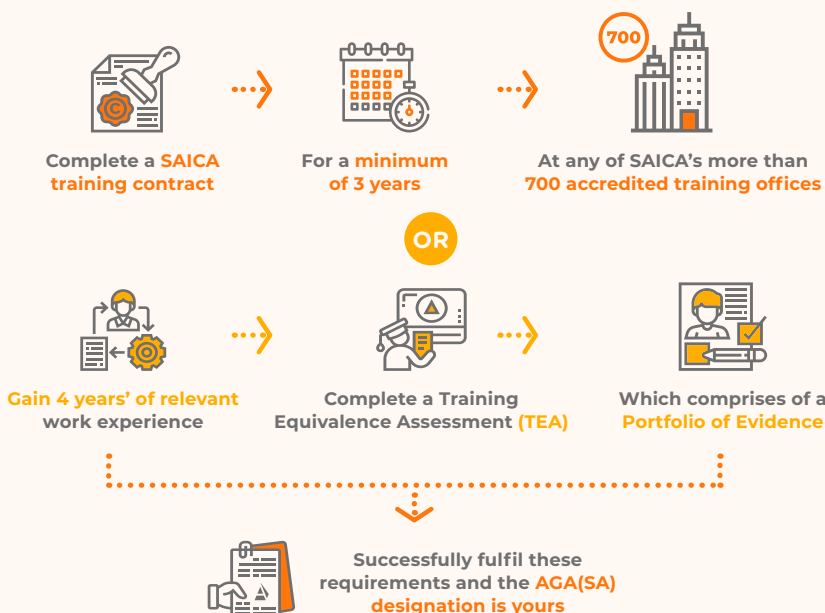 700
Complete a SAICA
training contract
For a minimum
of 3 years
At any of SAICA's more than
700 accredited training offices
OR
Gain 4 years' of relevant
work experience
Complete a Training
Equivalence Assessment (TEA)
Which comprises of a
Portfolio of Evidence
Successfully fulfil these
requirements and the AGA(SA)
designation is yours